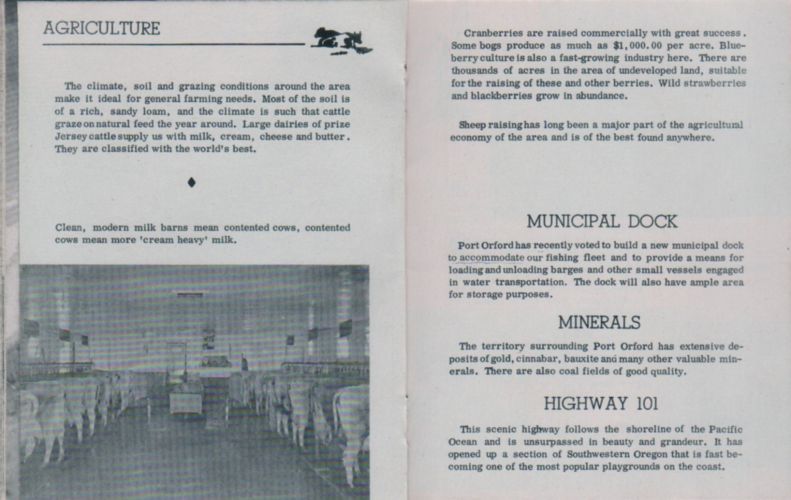 AGRICULTURE
The climate, soil and grazing conditions around the area
make it ideal for general farming needs. Most of the soil is
of a rich, sandy loam, and the climate is such that cattle
graze on natural feed the year around. Large dairies of prize
Jersey cattle supply us with milk, cream, cheese and butter.
They are classified with the world's best.
Clean, modern milk barns mean contented cows, contented
cows mean more 'cream heavy' milk.
Cranberries are raised commercially with great success.
Some bogs produce as much as $1,000.00 per acre. Blue-
berry culture is also a fast-growing industry here. There are
thousands of acres in the area of undeveloped land, suitable
for the raising of these and other berries. Wild strawberries
and blackberries grow in abundance.
Sheep raising has long been a major part of the agricultural
economy of the area and is of the best found anywhere.
MUNICIPAL DOCK
Port Orford has recently voted to build a new municipal dock
to accommodate our fishing fleet and to provide a means for
loading and unloading barges and other small vessels engaged
in water transportation. The dock will also have ample area
for storage purposes.
MINERALS
The territory surrounding Port Orford has extensive de-
posits of gold, cinnabar, bauxite and many other valuable min-
erals. There are also coal fields of good quality.
HIGHWAY 101
This scenic highway follows the shoreline of the Pacific
Ocean and is unsurpassed in beauty and grandeur. It has
opened up a section of Southwestern Oregon that is fast be-
coming one of the most popular playgrounds on the coast.